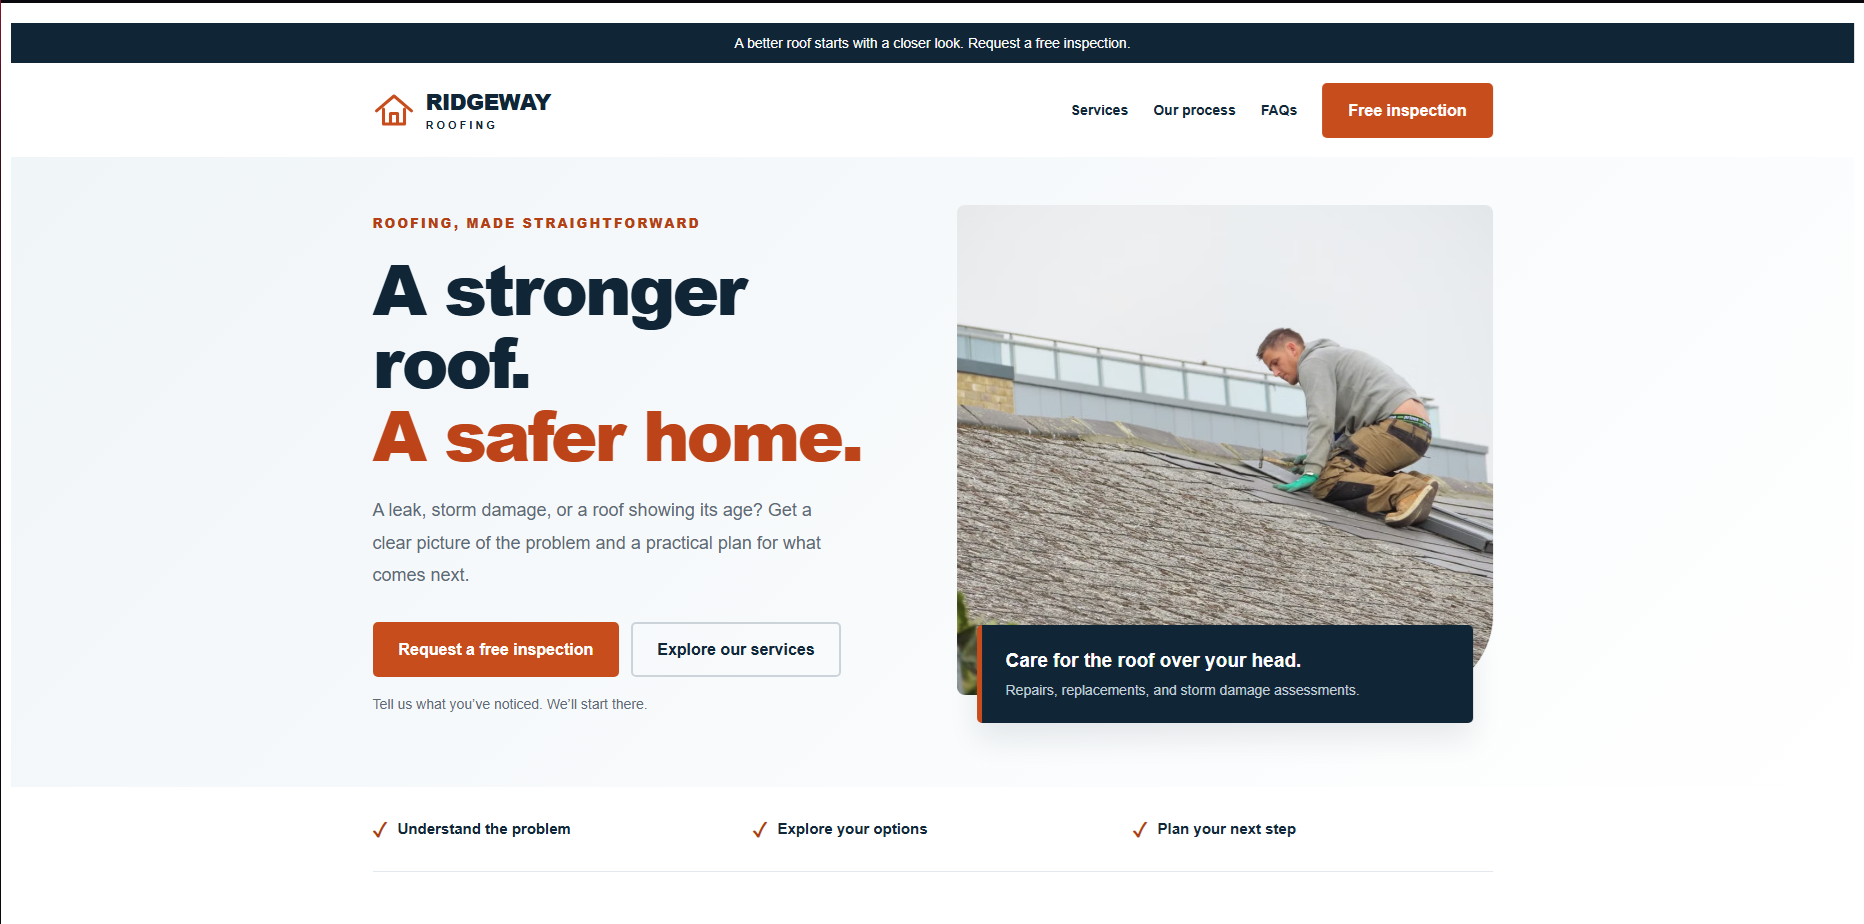 A better roof starts with a closer look. Request a free inspection.
RIDGEWAY
ROOFING
Services
Our process
FAQs
Free inspection
ROOFING, MADE STRAIGHTFORWARD
A stronger
roof.
A safer home.
A leak, storm damage, or a roof showing its age? Get a
clear picture of the problem and a practical plan for what
comes next.
Request a free inspection
Explore our services
Tell us what you’ve noticed. We’ll start there.
Care for the roof over your head.
Repairs, replacements, and storm damage assessments.
Understand the problem
Explore your options
Plan your next step